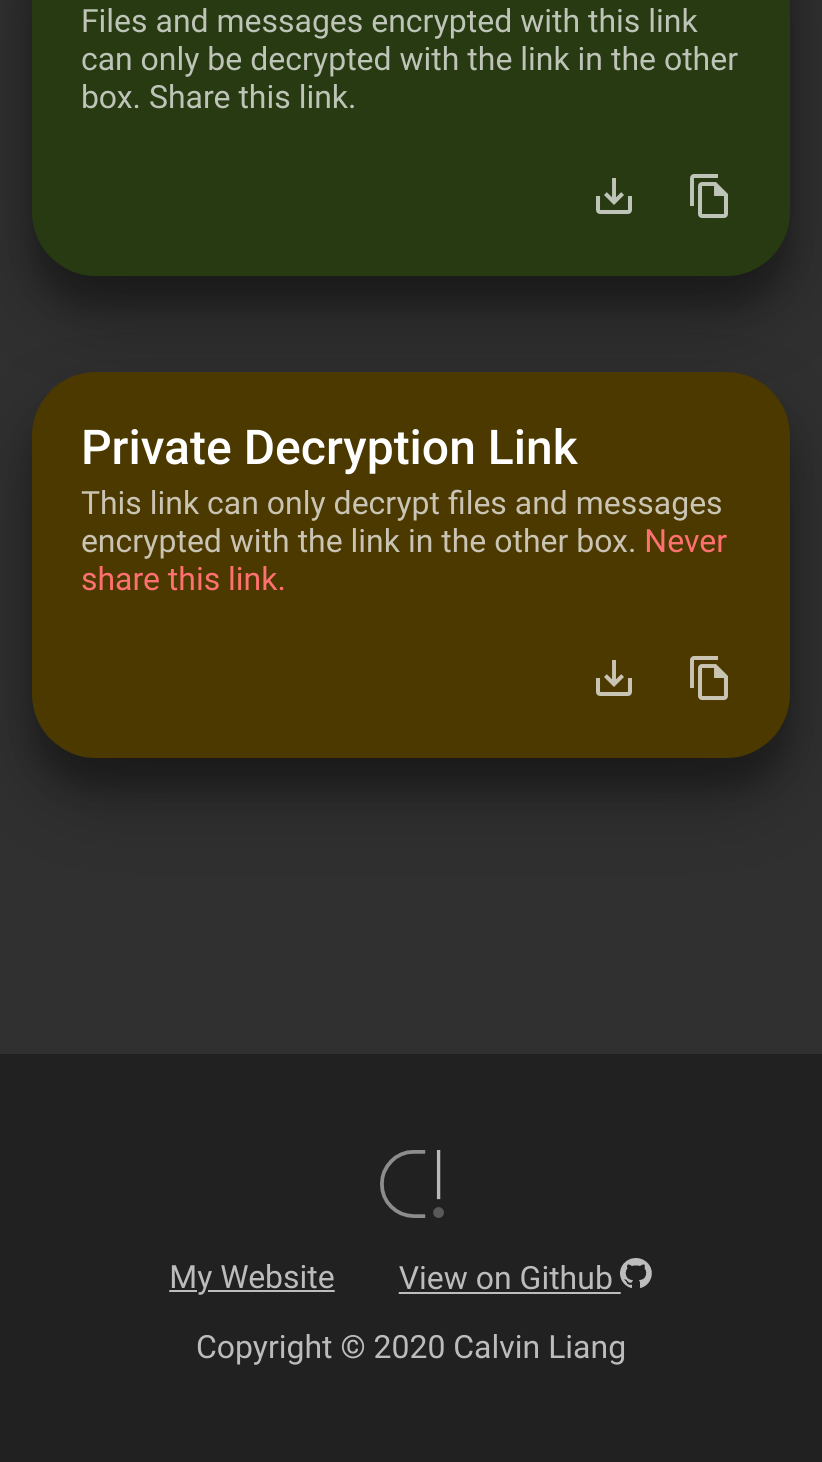 Files and messages encrypted with this link
can only be decrypted with the link in the other
box. Share this link.
Private Decryption Link
This link can only decrypt files and messages
encrypted with the link in the other box. Never
share this link.
My Website View on Github
Copyright © 2020 Calvin Liang